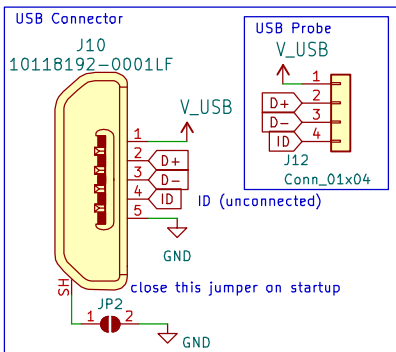 USB Connector
J10
10118192-0001LF
V_USB
1
2 D+
3 D-
4 ID
5
ID (unconnected)
GND
SH
close this jumper on startup
JP2
1 2
GND
USB Probe
V_USB
1
D+ 2
D- 3
ID 4
J12
Conn_01x04